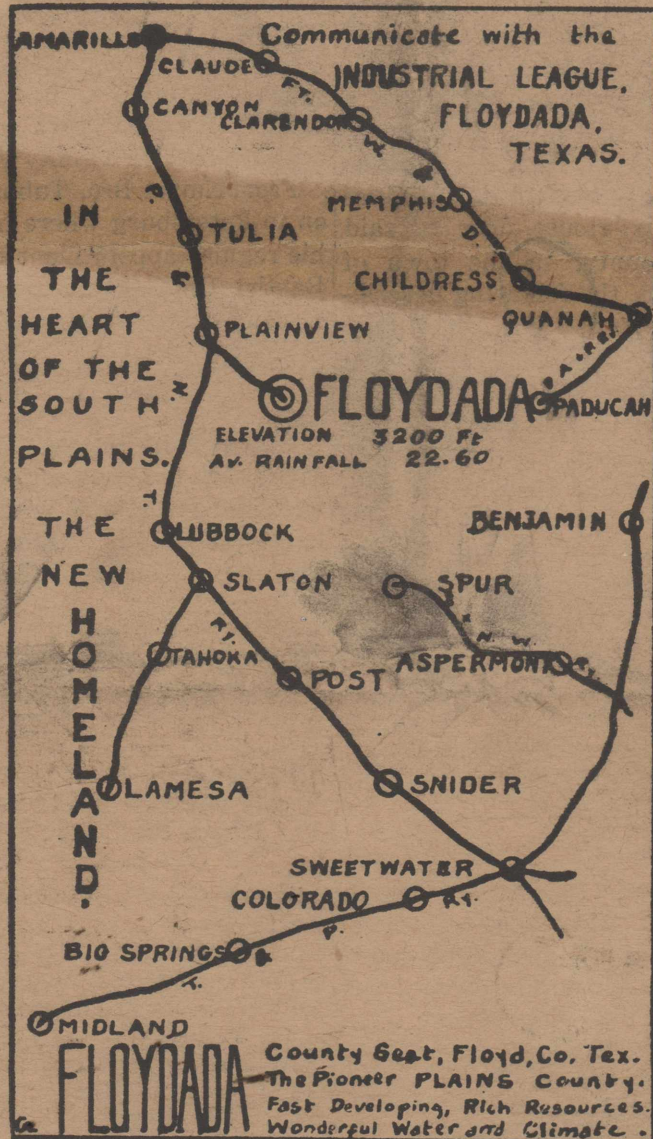 Communicate with the
INDUSTRIAL LEAGUE,
FLOYDADA,
TEXAS.
AMARILLO
CLAUDE
FT.
CANYON
CLARENDON
W.
&
D.
MEMPHIS
IN
THE
HEART
OF THE
SOUTH
PLAINS.
THE
NEW
HOMELAND.
P.
&
N.
T.
TULIA
CHILDRESS
QUANAH
PLAINVIEW
FLOYDADA
PADUCAH
ELEVATION 3200 Ft
AV. RAINFALL 22.60
LUBBOCK
BENJAMIN
SLATON
SPUR
N. W.
RY.
TAHOKA
POST
ASPERMONT
RY.
LAMESA
SNIDER
SWEETWATER
COLORADO
RY.
P.
BIG SPRINGS
&
T.
MIDLAND
FLOYDADA
County Seat, Floyd, Co. Tex.
The Pioneer PLAINS County.
Fast Developing, Rich Resources.
Wonderful Water and Climate.